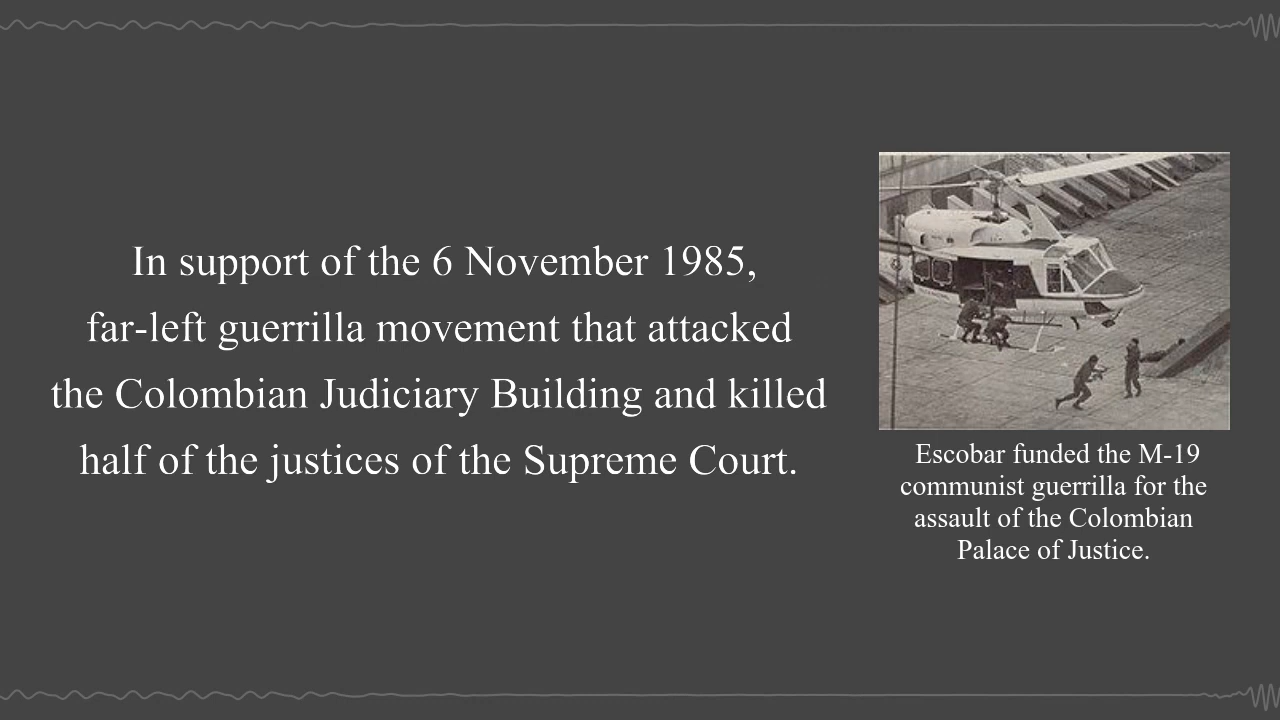 In support of the 6 November 1985,
far-left guerrilla movement that attacked
the Colombian Judiciary Building and killed
half of the justices of the Supreme Court.
Escobar funded the M-19
communist guerrilla for the
assault of the Colombian
Palace of Justice.